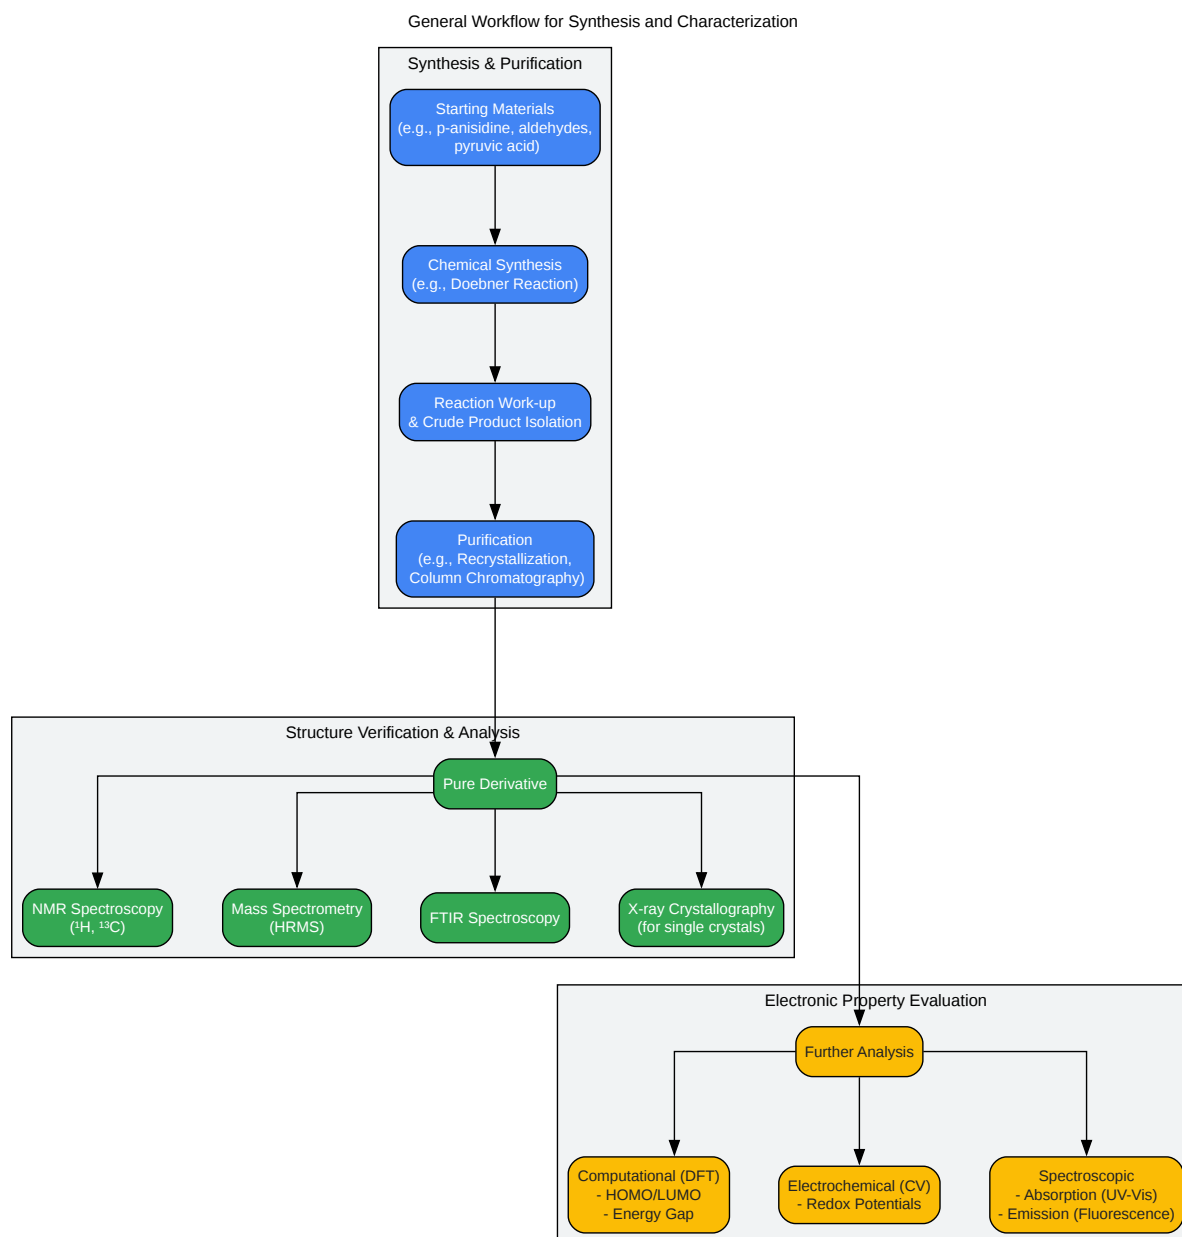 General Workflow for Synthesis and Characterization
Synthesis & Purification
Starting Materials
(e.g., p-anisidine, aldehydes,
pyruvic acid)
Chemical Synthesis
(e.g., Doebner Reaction)
Reaction Work-up
& Crude Product Isolation
Purification
(e.g., Recrystallization,
Column Chromatography)
Structure Verification & Analysis
Pure Derivative
NMR Spectroscopy
(¹H, ¹³C)
Mass Spectrometry
(HRMS)
FTIR Spectroscopy
X-ray Crystallography
(for single crystals)
Electronic Property Evaluation
Further Analysis
Computational (DFT)
- HOMO/LUMO
- Energy Gap
Electrochemical (CV)
- Redox Potentials
Spectroscopic
- Absorption (UV-Vis)
- Emission (Fluorescence)